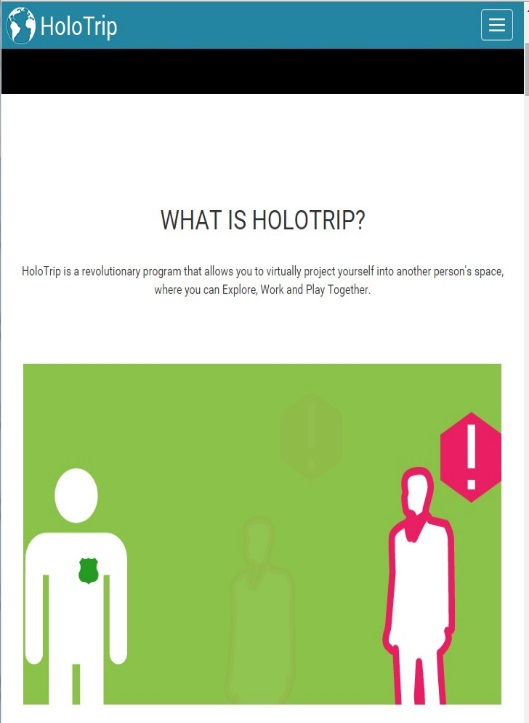 HoloTrip
WHAT IS HOLOTRIP?
HoloTrip is a revolutionary program that allows you to virtually project yourself into another person's space,
where you can Explore, Work and Play Together.
!
!